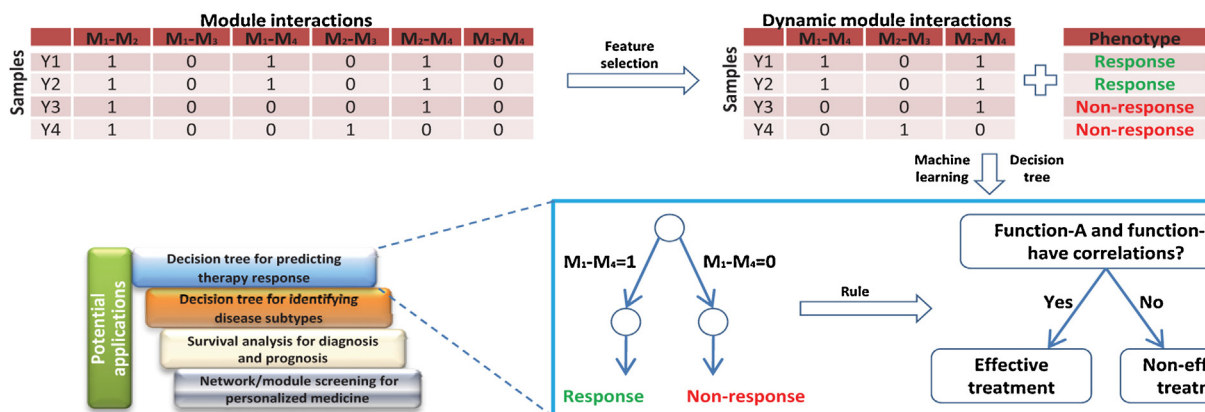 Module interactions
Samples
M₁-M₂ M₁-M₃ M₁-M₄ M₂-M₃ M₂-M₄ M₃-M₄
Y1 1 0 1 0 1 0
Y2 1 0 1 0 1 0
Y3 1 0 0 0 1 0
Y4 1 0 0 1 0 0
Feature
selection
Dynamic module interactions
Samples
M₁-M₄ M₂-M₃ M₂-M₄
Y1 1 0 1
Y2 1 0 1
Y3 0 0 1
Y4 0 1 0
Phenotype
Response
Response
Non-response
Non-response
Machine
learning
Decision
tree
Potential
applications
Decision tree for predicting
therapy response
Decision tree for identifying
disease subtypes
Survival analysis for diagnosis
and prognosis
Network/module screening for
personalized medicine
M₁-M₄=1
M₁-M₄=0
Response
Non-response
Rule
Function-A and function-
have correlations?
Yes
No
Effective
treatment